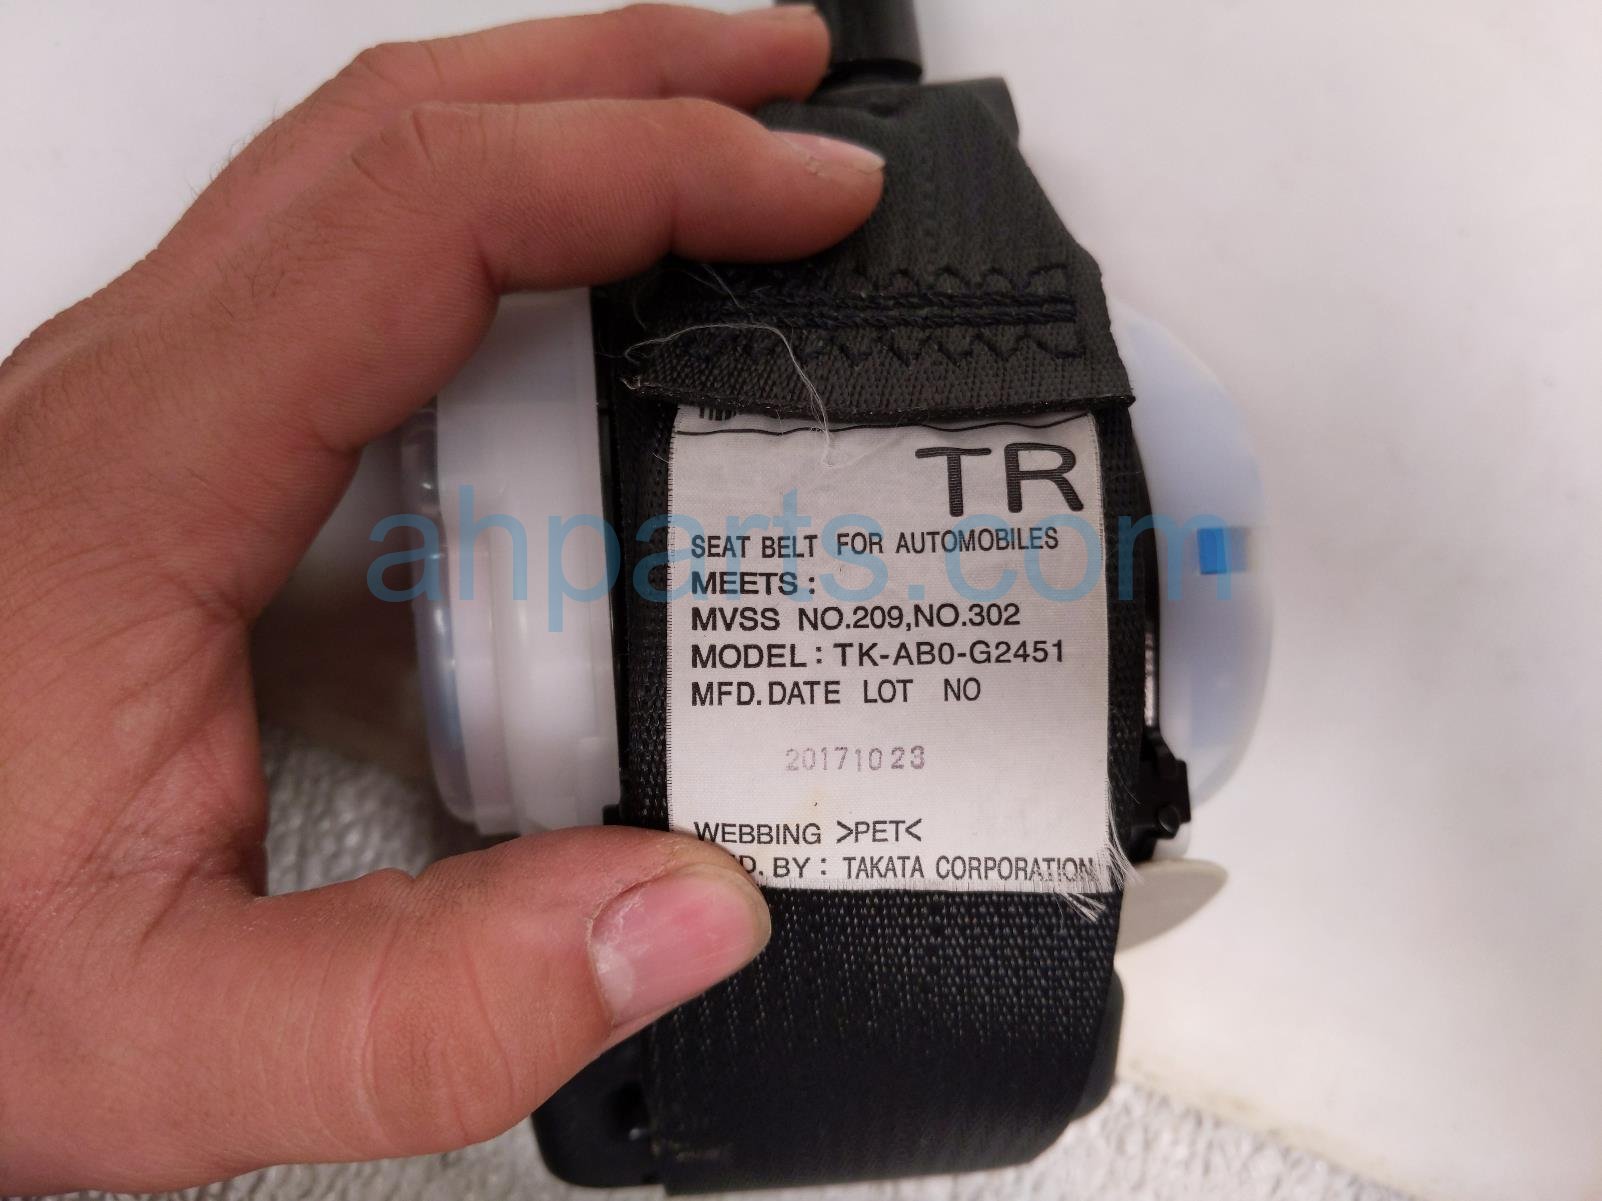 TR
SEAT BELT FOR AUTOMOBILES
MEETS:
MVSS NO.209,NO.302
MODEL: TK-AB0-G2451
MFD.DATE LOT NO
20171023
WEBBING >PET<
D. BY: TAKATA CORPORATION
ahparts.com